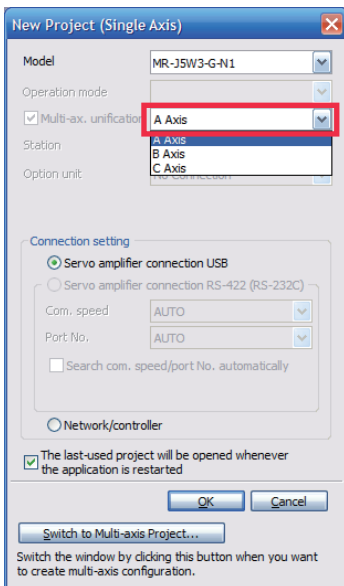 New Project (Single Axis)
Model
MR-J5W3-G-N1
Operation mode
Multi-ax. unification
A Axis
A Axis
B Axis
C Axis
Station
Option unit
No Connection
Connection setting
Servo amplifier connection USB
Servo amplifier connection RS-422 (RS-232C)
Com. speed
AUTO
Port No.
AUTO
Search com. speed/port No. automatically
Network/controller
The last-used project will be opened whenever
the application is restarted
OK
Cancel
Switch to Multi-axis Project...
Switch the window by clicking this button when you want
to create multi-axis configuration.